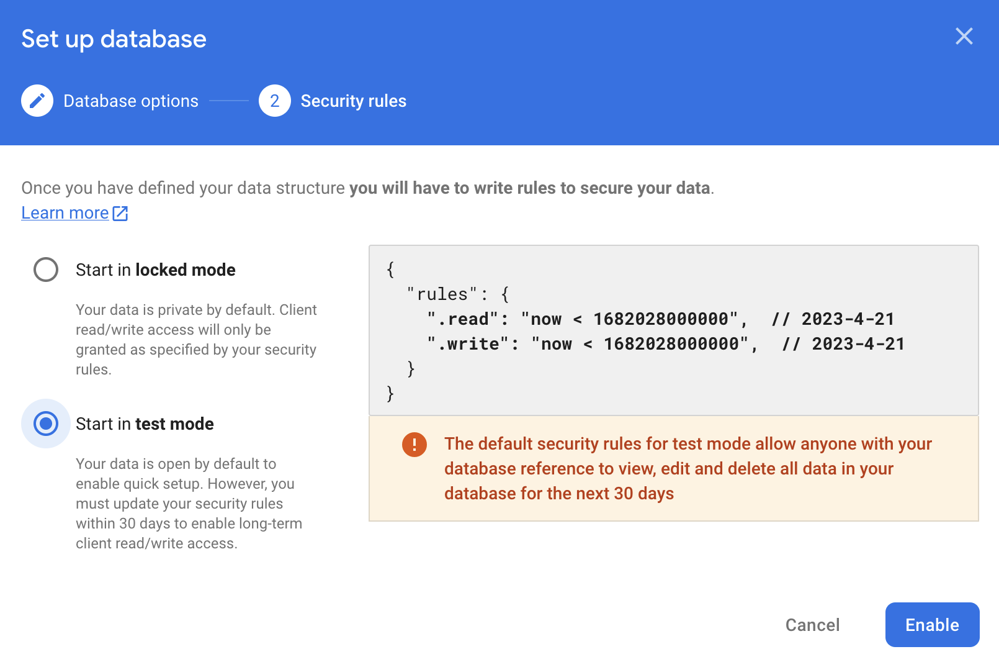 Set up database
Database options
2 Security rules
Once you have defined your data structure you will have to write rules to secure your data.
Learn more
Start in locked mode
Your data is private by default. Client
read/write access will only be
granted as specified by your security
rules.
Start in test mode
Your data is open by default to
enable quick setup. However, you
must update your security rules
within 30 days to enable long-term
client read/write access.
{
  "rules": {
    ".read": "now < 1682028000000",  // 2023-4-21
    ".write": "now < 1682028000000",  // 2023-4-21
  }
}
The default security rules for test mode allow anyone with your
database reference to view, edit and delete all data in your
database for the next 30 days
Cancel
Enable